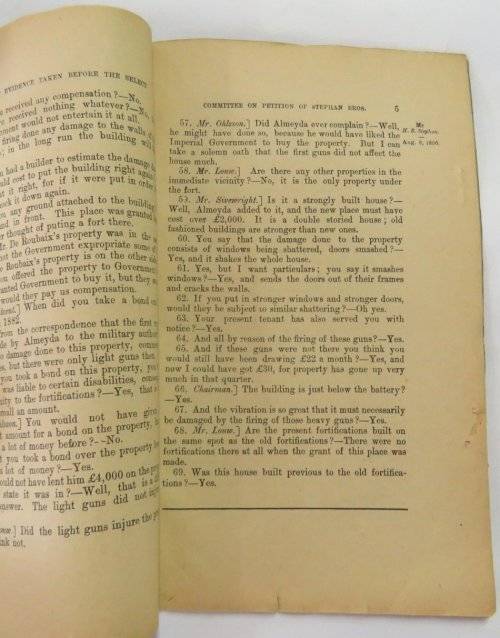 EVIDENCE TAKEN BEFORE THE SELECT
received any compensation?—No.
received nothing whatever?—No,
ment would not entertain it at all.
firing done any damage to the walls
in the long run the building will
had a builder to estimate the damage
would cost to put the building right again
it right, for if it were put in order
knock it down again.
any ground attached to the building
and in front. This place was granted
thought of putting a fort there.
Mr. De Roubaix's property was in the
not the Government expropriate some of
Roubaix's property is on the other side
you offered the property to Government
wanted Government to buy it, but they
would they pay us compensation.
When did you take a bond on
1882.
from the correspondence that the first
made by Almeyda to the military author
damage done to this property,
yes, but there were only light guns then.
you took a bond on this property, you
was liable to certain disabilities,
to the fortifications?—Yes, that
small an amount.
You would not have given
amount for a bond on the property,
a lot of money before?—No.
you took a bond over the property
lot of money?—Yes.
would not have lent him £4,000 on the
state it was in?—Well, that is a
answer. The light guns did not
Did the light guns injure the
think not.
COMMITTEE ON PETITION OF STEPHAN BROS. 5
57. Mr. Ohlsson.] Did Almeyda ever complain?—Well,
he might have done so, because he would have liked the
Imperial Government to buy the property. But I can
take a solemn oath that the first guns did not affect the
house much.
Mr
H. R. Stephan.
Aug. 6, 1895.
58. Mr. Louw.] Are there any other properties in the
immediate vicinity?—No, it is the only property under
the fort.
59. Mr. Sivewright.] Is it a strongly built house?—
Well, Almeyda added to it, and the new place must have
cost over £2,000. It is a double storied house; old
fashioned buildings are stronger than new ones.
60. You say that the damage done to the property
consists of windows being shattered, doors smashed?—
Yes, and it shakes the whole house.
61. Yes, but I want particulars; you say it smashes
windows?—Yes, and sends the doors out of their frames
and cracks the walls.
62. If you put in stronger windows and stronger doors,
would they be subject to similar shattering?—Oh yes.
63. Your present tenant has also served you with
notice?—Yes.
64. And all by reason of the firing of these guns?—Yes.
65. And if these guns were not there you think you
would still have been drawing £22 a month?—Yes, and
now I could have got £30, for property has gone up very
much in that quarter.
66. Chairman.] The building is just below the battery?
—Yes.
67. And the vibration is so great that it must necessarily
be damaged by the firing of those heavy guns?—Yes.
68. Mr. Louw.] Are the present fortifications built on
the same spot as the old fortifications?—There were no
fortifications there at all when the grant of this place was
made.
69. Was this house built previous to the old fortifica-
tions?—Yes.